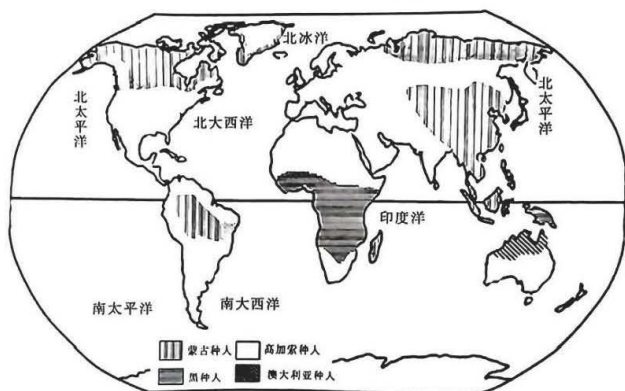 北冰洋
北太平洋
北大西洋
北太平洋
印度洋
南太平洋
南大西洋
蒙古种人
高加索种人
黑种人
澳大利亚种人